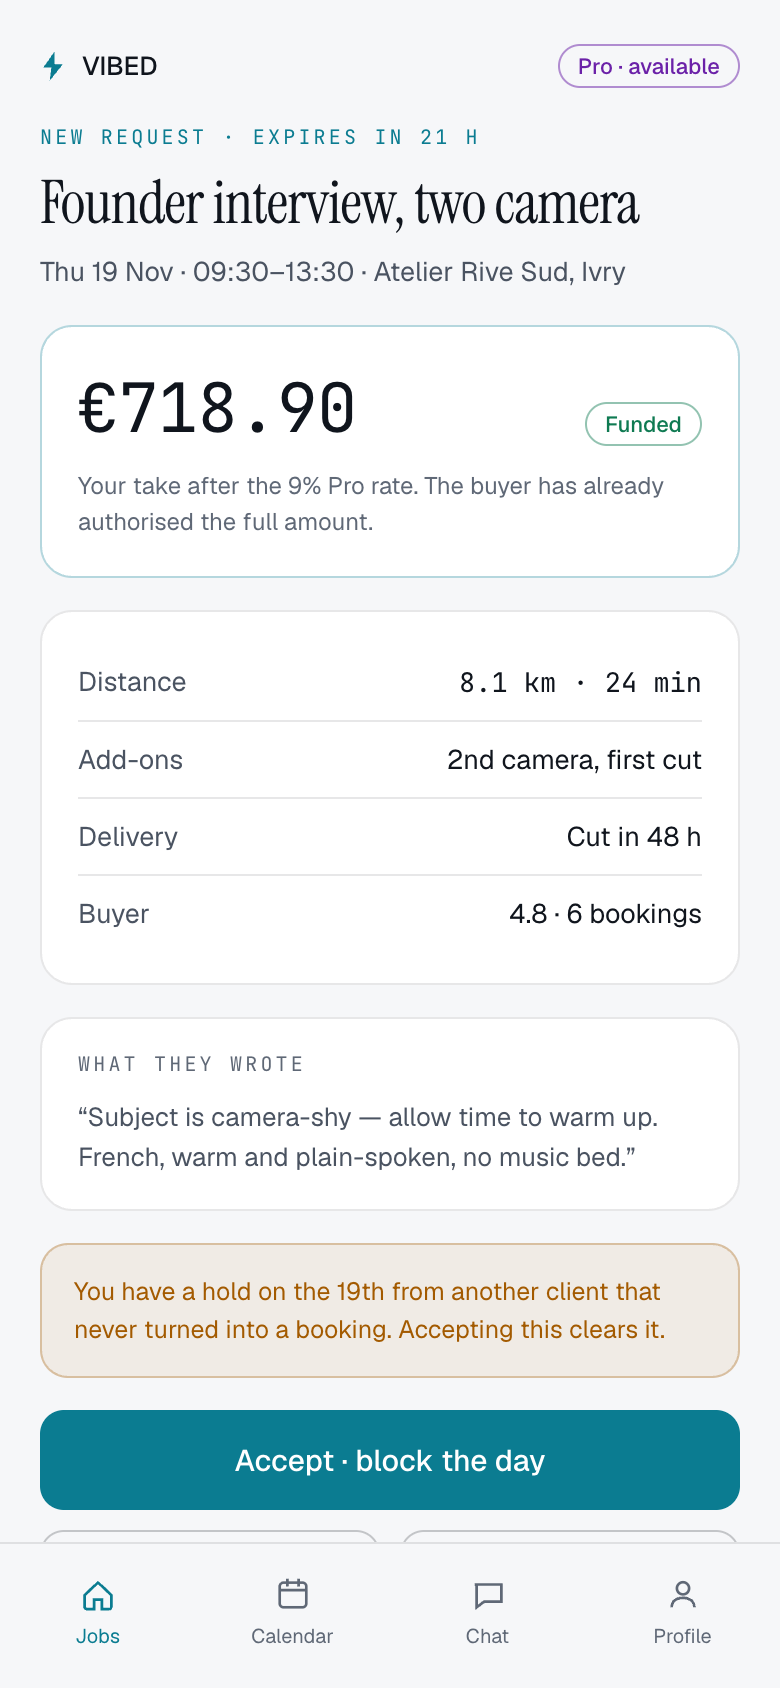 VIBED
Pro · available
NEW REQUEST · EXPIRES IN 21 H
Founder interview, two camera
Thu 19 Nov · 09:30–13:30 · Atelier Rive Sud, Ivry
€718.90
Funded
Your take after the 9% Pro rate. The buyer has already
authorised the full amount.
Distance
8.1 km · 24 min
Add-ons
2nd camera, first cut
Delivery
Cut in 48 h
Buyer
4.8 · 6 bookings
WHAT THEY WROTE
“Subject is camera-shy — allow time to warm up.
French, warm and plain-spoken, no music bed.”
You have a hold on the 19th from another client that
never turned into a booking. Accepting this clears it.
Accept · block the day
Jobs
Calendar
Chat
Profile